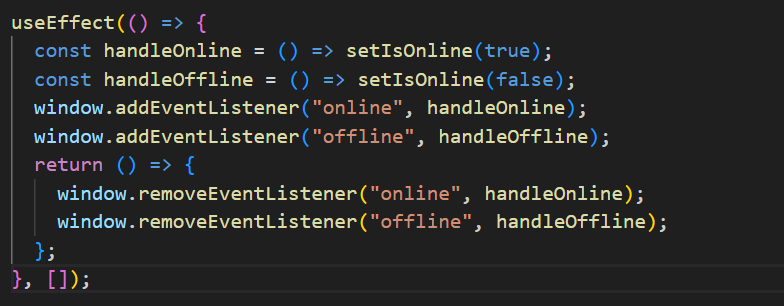 useEffect(() => {
  const handleOnline = () => setIsOnline(true);
  const handleOffline = () => setIsOnline(false);
  window.addEventListener("online", handleOnline);
  window.addEventListener("offline", handleOffline);
  return () => {
    window.removeEventListener("online", handleOnline);
    window.removeEventListener("offline", handleOffline);
  };
}, []);